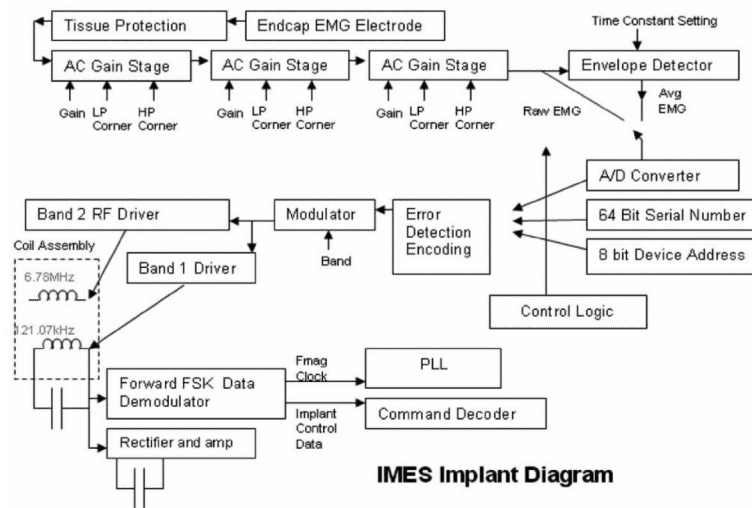 Tissue Protection
Endcap EMG Electrode
Time Constant Setting
AC Gain Stage
AC Gain Stage
AC Gain Stage
Envelope Detector
Gain
LP
Corner
HP
Corner
Gain
LP
Corner
HP
Corner
Gain
LP
Corner
HP
Corner
Raw EMG
Avg
EMG
A/D Converter
64 Bit Serial Number
8 bit Device Address
Band 2 RF Driver
Modulator
Error
Detection
Encoding
Coil Assembly
Band 1 Driver
Band
6.78MHz
Control Logic
121.07kHz
Forward FSK Data
Demodulator
Fmag
Clock
PLL
Implant
Control
Data
Command Decoder
Rectifier and amp
IMES Implant Diagram